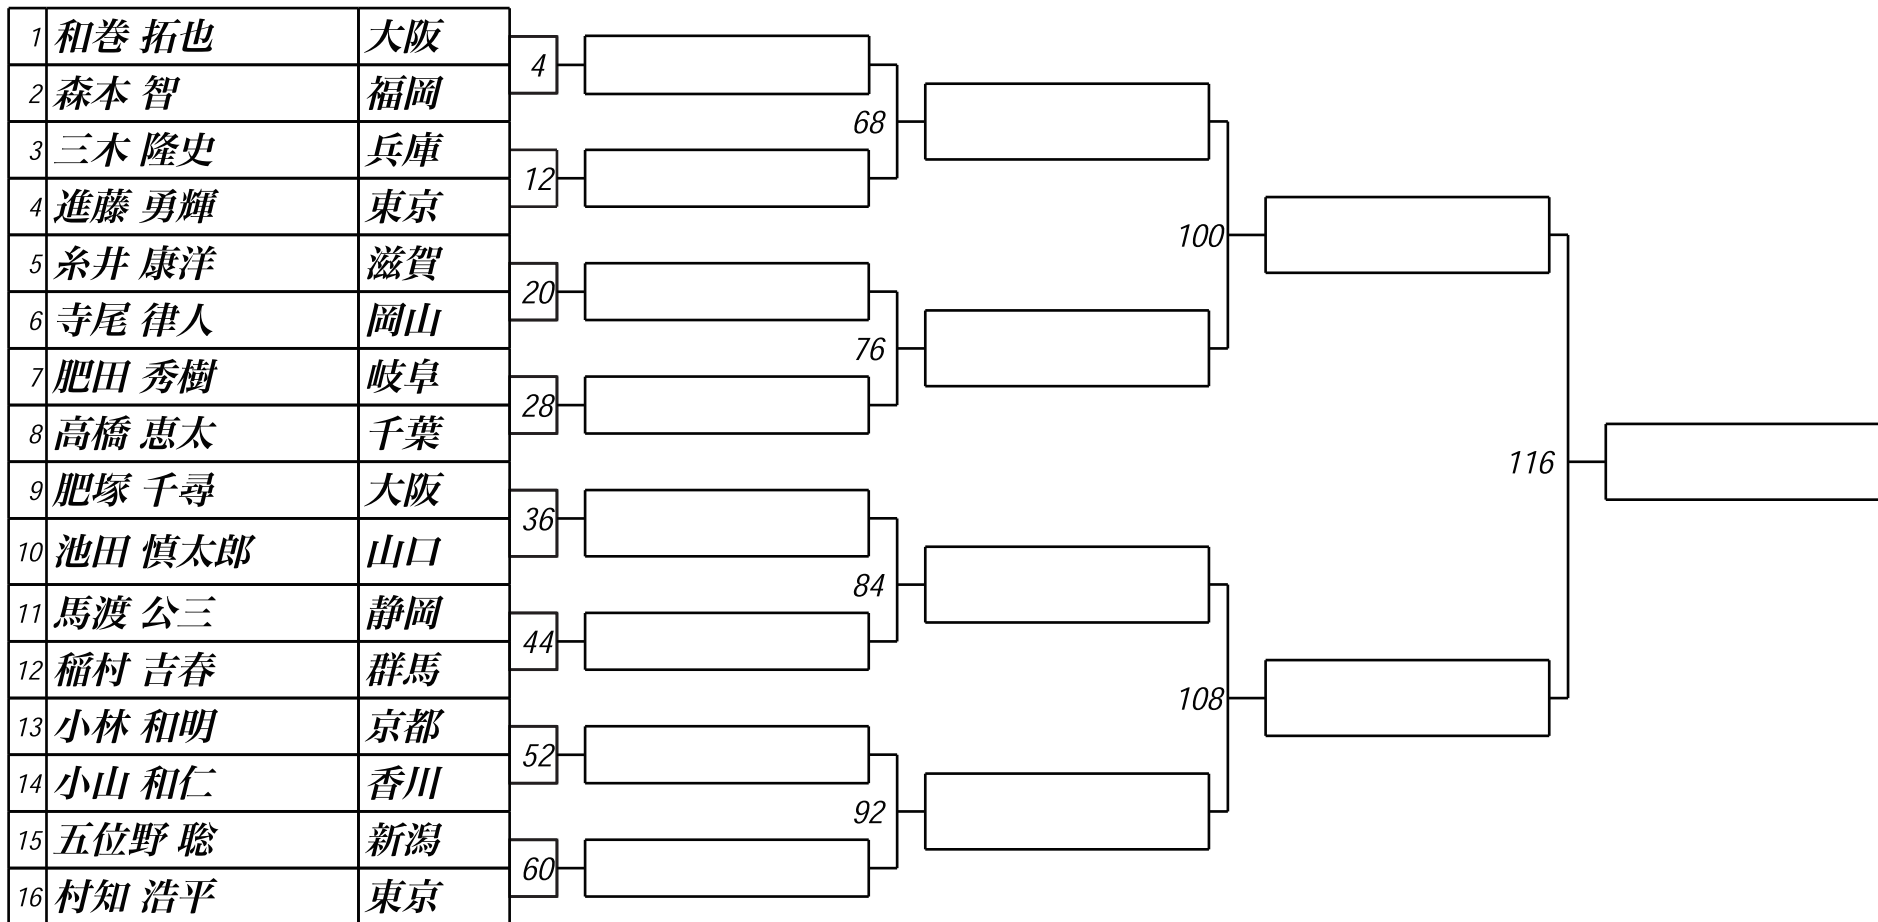 1 和巻 拓也 大阪
2 森本 智 福岡
3 三木 隆史 兵庫
4 進藤 勇輝 東京
5 糸井 康洋 滋賀
6 寺尾 律人 岡山
7 肥田 秀樹 岐阜
8 高橋 恵太 千葉
9 肥塚 千尋 大阪
10 池田 慎太郎 山口
11 馬渡 公三 静岡
12 稲村 吉春 群馬
13 小林 和明 京都
14 小山 和仁 香川
15 五位野 聡 新潟
16 村知 浩平 東京
4
12
20
28
36
44
52
60
68
76
84
92
100
108
116